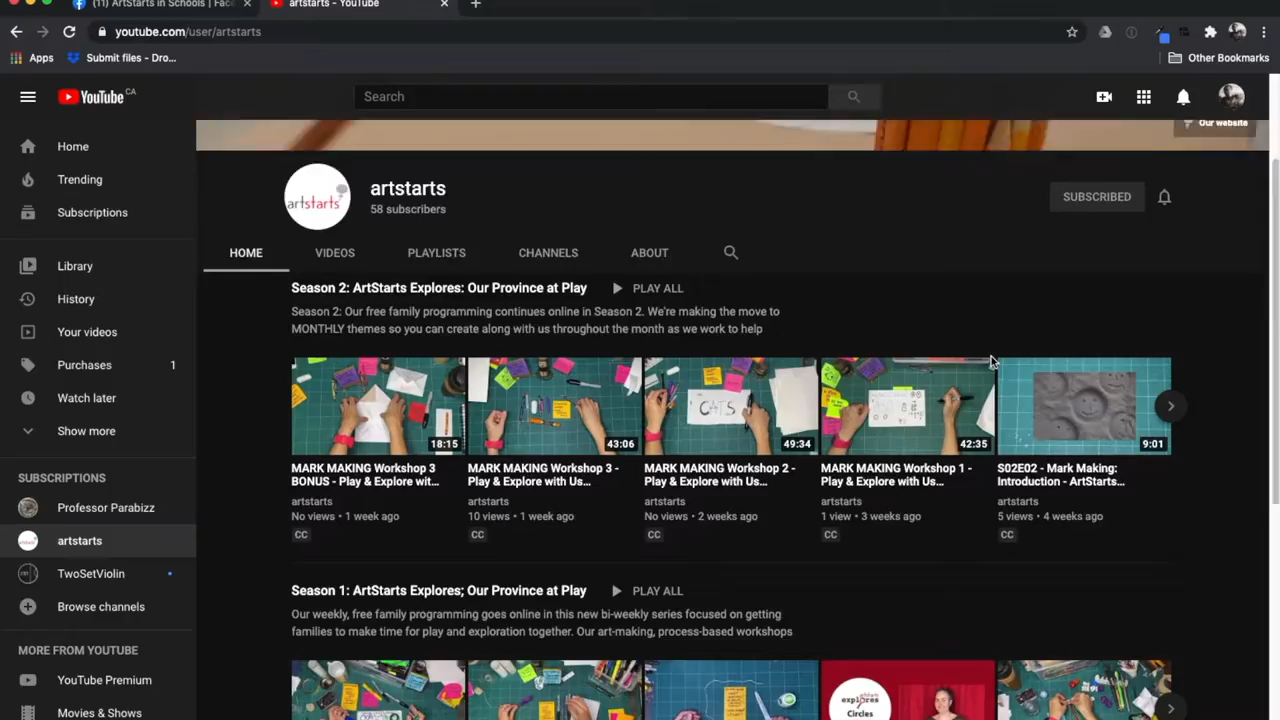 (11) ArtStarts in Schools | Fac
artstarts - YouTube
youtube.com/user/artstarts
Apps
Submit files - Dro...
Other Bookmarks
YouTube CA
Search
Our website
Home
Trending
Subscriptions
Library
History
Your videos
Purchases 1
Watch later
Show more
SUBSCRIPTIONS
Professor Parabizz
artstarts
TwoSetViolin
Browse channels
MORE FROM YOUTUBE
YouTube Premium
Movies & Shows
artstarts
artstarts
58 subscribers
SUBSCRIBED
HOME VIDEOS PLAYLISTS CHANNELS ABOUT
Season 2: ArtStarts Explores: Our Province at Play PLAY ALL
Season 2: Our free family programming continues online in Season 2. We're making the move to
MONTHLY themes so you can create along with us throughout the month as we work to help
18:15
MARK MAKING Workshop 3
BONUS - Play & Explore wit...
artstarts
No views • 1 week ago
CC
43:06
MARK MAKING Workshop 3 -
Play & Explore with Us...
artstarts
10 views • 1 week ago
CC
CATS
49:34
MARK MAKING Workshop 2 -
Play & Explore with Us...
artstarts
No views • 2 weeks ago
CC
42:35
MARK MAKING Workshop 1 -
Play & Explore with Us...
artstarts
1 view • 3 weeks ago
CC
9:01
S02E02 - Mark Making:
Introduction - ArtStarts...
artstarts
5 views • 4 weeks ago
CC
Season 1: ArtStarts Explores; Our Province at Play PLAY ALL
Our weekly, free family programming goes online in this new bi-weekly series focused on getting
families to make time for play and exploration together. Our art-making, process-based workshops
artstarts
explores
Circles